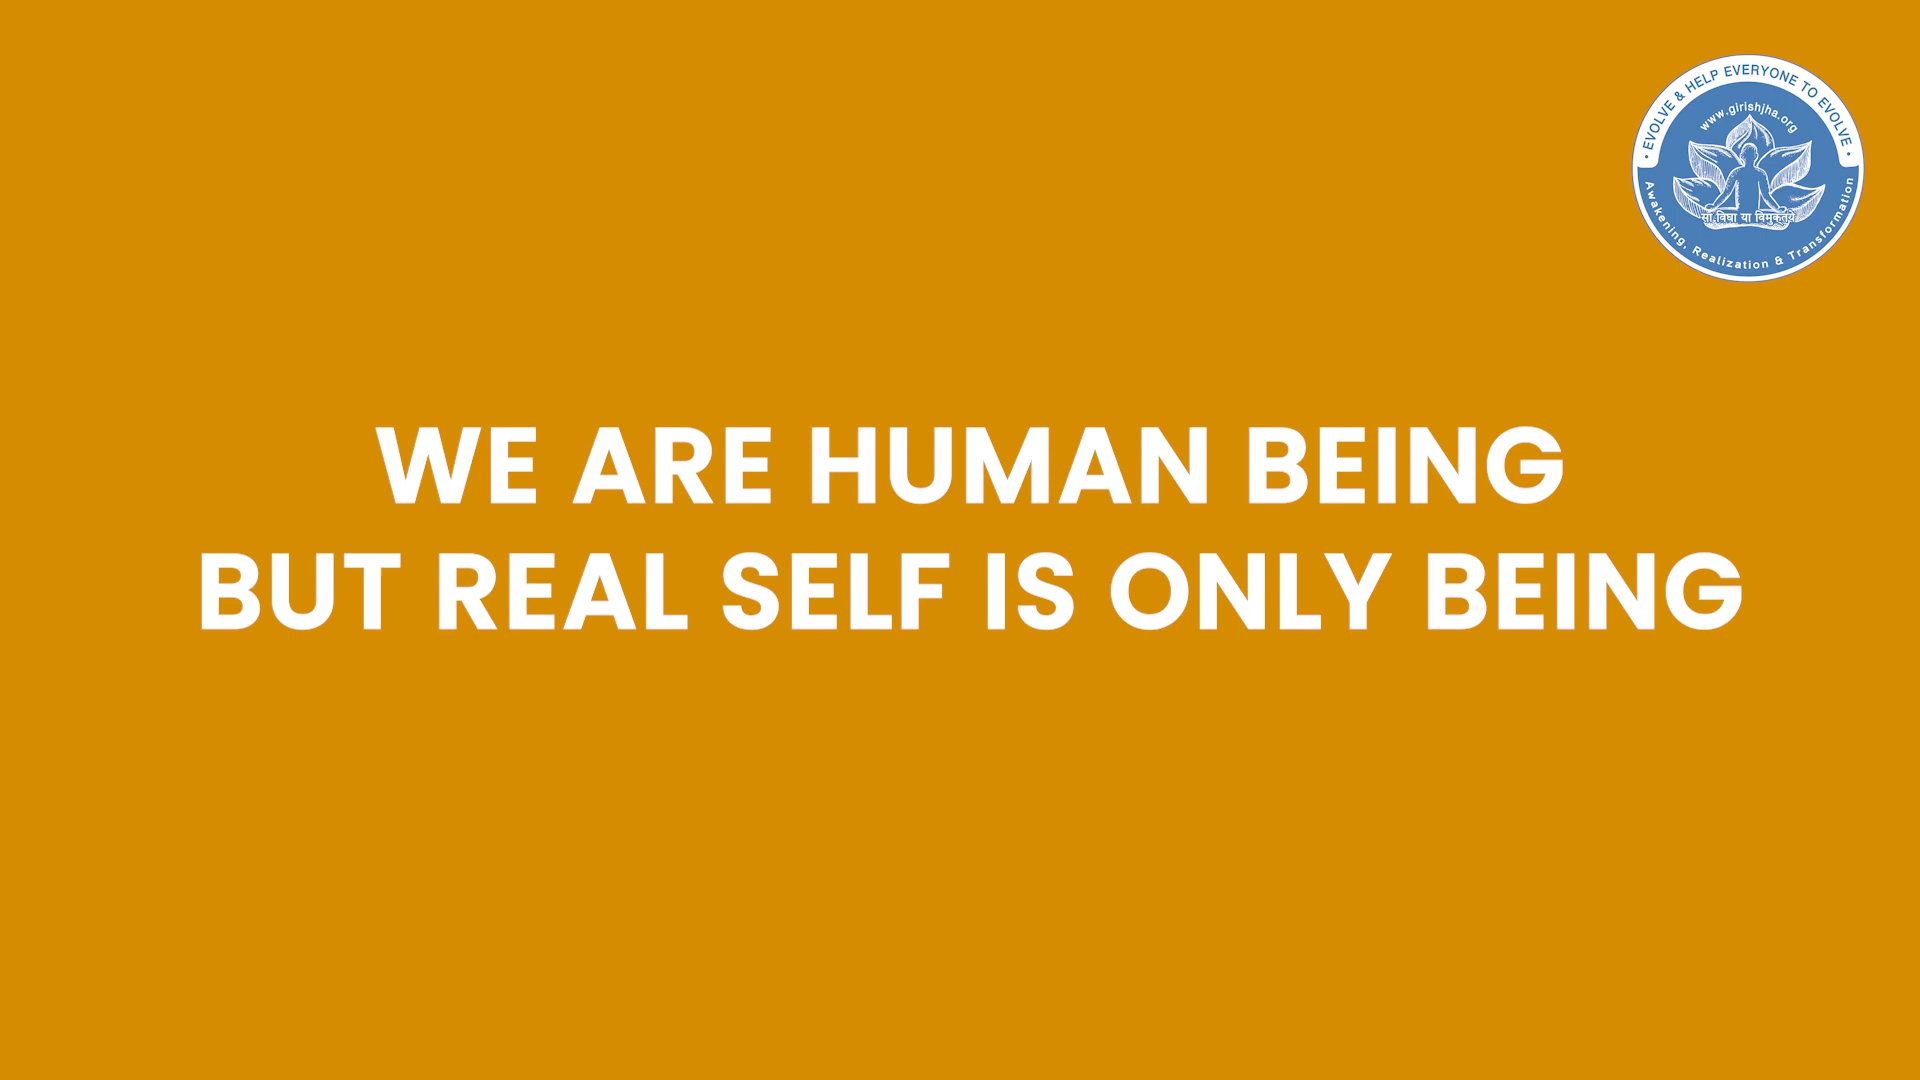 • EVOLVE & HELP EVERYONE TO EVOLVE •
www.girishjha.org
सा विद्या या विमुक्तये
Awakening, Realization & Transformation
WE ARE HUMAN BEING
BUT REAL SELF IS ONLY BEING